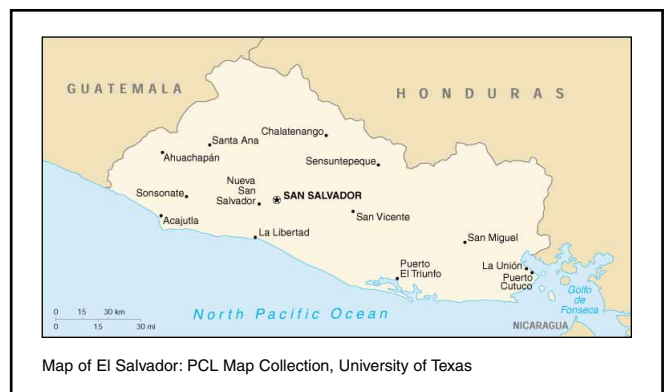 GUATEMALA
HONDURAS
Chalatenango
Santa Ana
Ahuachapán
Sensuntepeque
Nueva
San
Salvador
SAN SALVADOR
Sonsonate
San Vicente
Acajutla
La Libertad
San Miguel
La Unión
Puerto
Cutuco
Puerto
El Triunfo
Golfo
de
Fonseca
0 15 30 km
0 15 30 mi
North Pacific Ocean
NICARAGUA
Map of El Salvador: PCL Map Collection, University of Texas